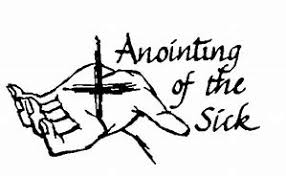 Anointing
of the
Sick